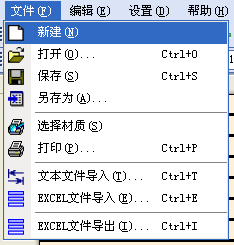 文件(F) 编辑(E) 设置(D) 帮助(H)
新建(N)
打开(O)... Ctrl+O
保存(S) Ctrl+S
另存为(A)...
选择材质(S)
打印(P)... Ctrl+P
文本文件导入(T)... Ctrl+T
EXCEL文件导入(E)... Ctrl+E
EXCEL文件导出(I)... Ctrl+I